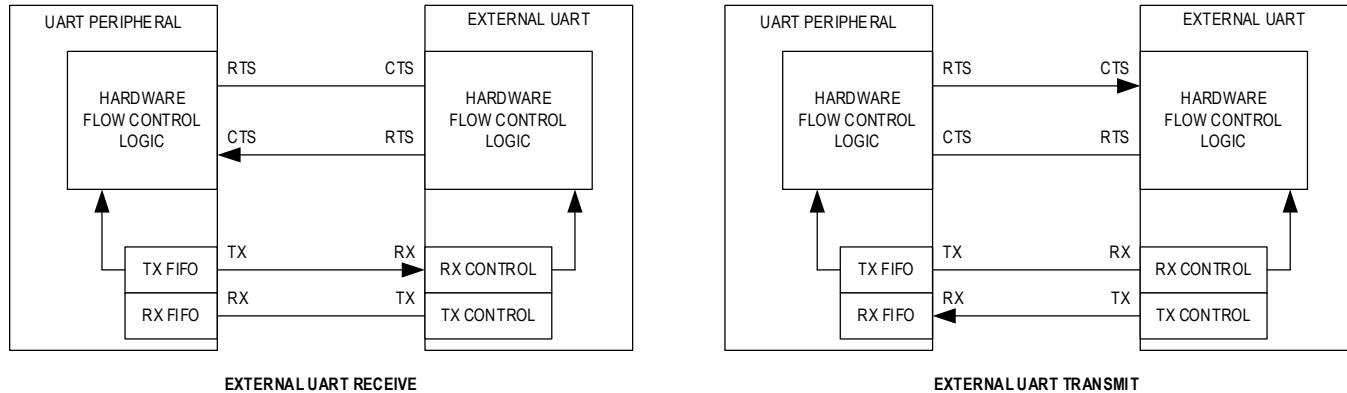 UART PERIPHERAL
EXTERNAL UART
HARDWARE
FLOW CONTROL
LOGIC
RTS
CTS
HARDWARE
FLOW CONTROL
LOGIC
CTS
RTS
TX FIFO
TX
RX
RX CONTROL
RX FIFO
RX
TX
TX CONTROL
EXTERNAL UART RECEIVE
UART PERIPHERAL
EXTERNAL UART
HARDWARE
FLOW CONTROL
LOGIC
RTS
CTS
HARDWARE
FLOW CONTROL
LOGIC
CTS
RTS
TX FIFO
TX
RX
RX CONTROL
RX FIFO
RX
TX
TX CONTROL
EXTERNAL UART TRANSMIT